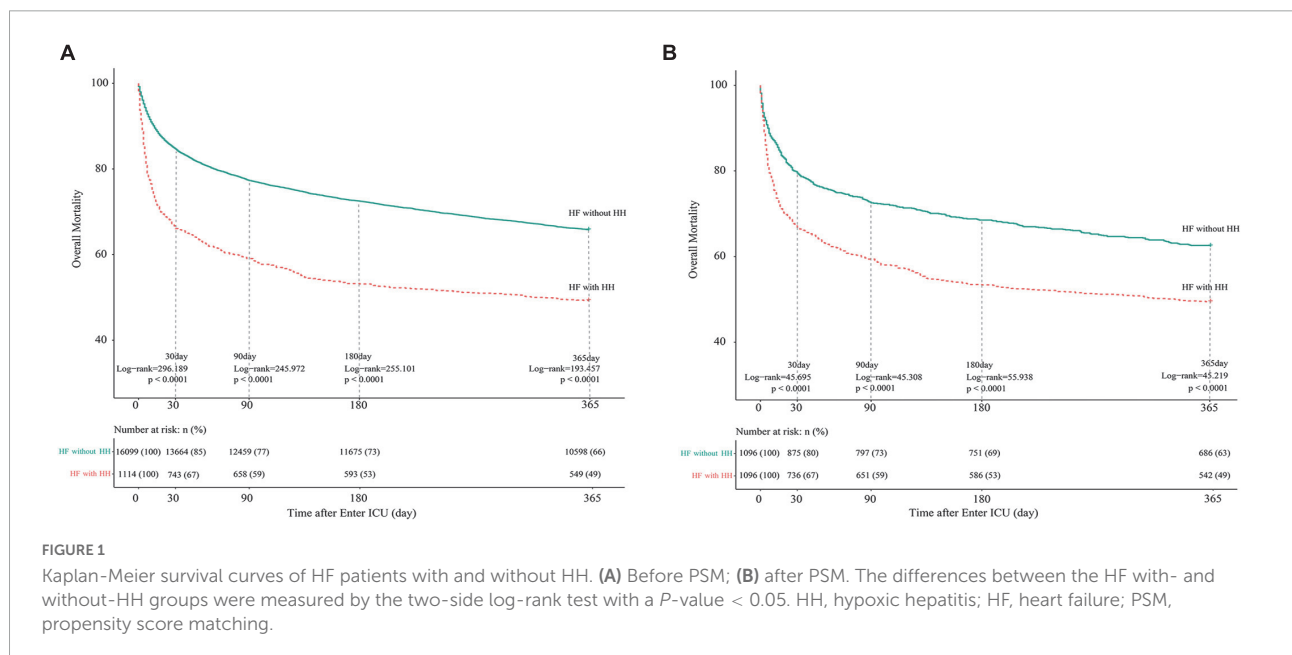 A
100
80
60
40
Overall Mortality
HF without HH
HF with HH
30day
Log-rank=296.189
p < 0.0001
90day
Log-rank=245.972
p < 0.0001
180day
Log-rank=255.101
p < 0.0001
365day
Log-rank=193.457
p < 0.0001
0 30 90 180 365
Number at risk: n (%)
HF without HH 16099 (100) 13664 (85) 12459 (77) 11675 (73) 10598 (66)
HF with HH 1114 (100) 743 (67) 658 (59) 593 (53) 549 (49)
0 30 90 180 365
Time after Enter ICU (day)
B
100
80
60
40
Overall Mortality
HF without HH
HF with HH
30day
Log-rank=45.695
p < 0.0001
90day
Log-rank=45.308
p < 0.0001
180day
Log-rank=55.938
p < 0.0001
365day
Log-rank=45.219
p < 0.0001
0 30 90 180 365
Number at risk: n (%)
HF without HH 1096 (100) 875 (80) 797 (73) 751 (69) 686 (63)
HF with HH 1096 (100) 736 (67) 651 (59) 586 (53) 542 (49)
0 30 90 180 365
Time after Enter ICU (day)
FIGURE 1
Kaplan-Meier survival curves of HF patients with and without HH. (A) Before PSM; (B) after PSM. The differences between the HF with- and
without-HH groups were measured by the two-side log-rank test with a P-value < 0.05. HH, hypoxic hepatitis; HF, heart failure; PSM,
propensity score matching.